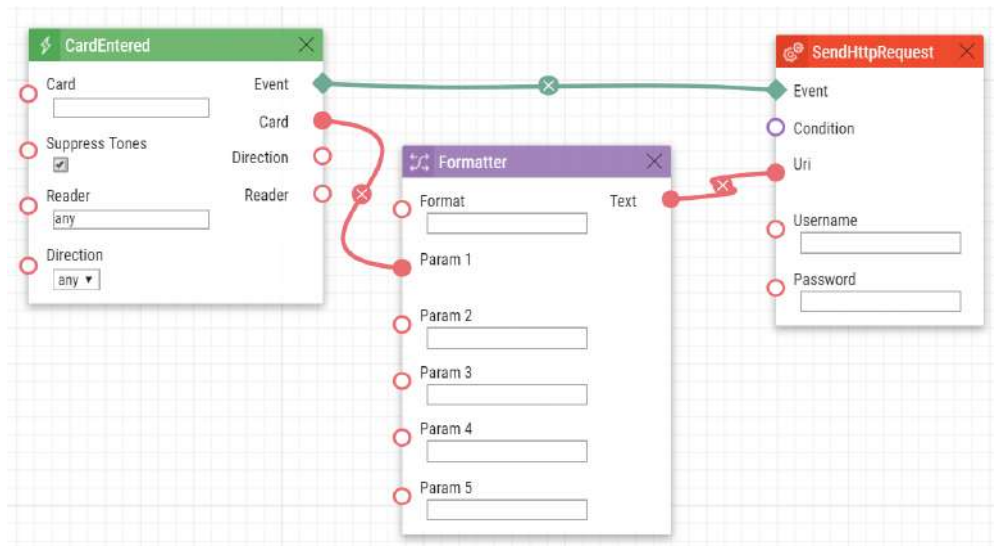 CardEntered
Card
Event
Card
Suppress Tones
Direction
Reader
Reader
any
Direction
any
Formatter
Format
Text
Param 1
Param 2
Param 3
Param 4
Param 5
SendHttpRequest
Event
Condition
Uri
Username
Password